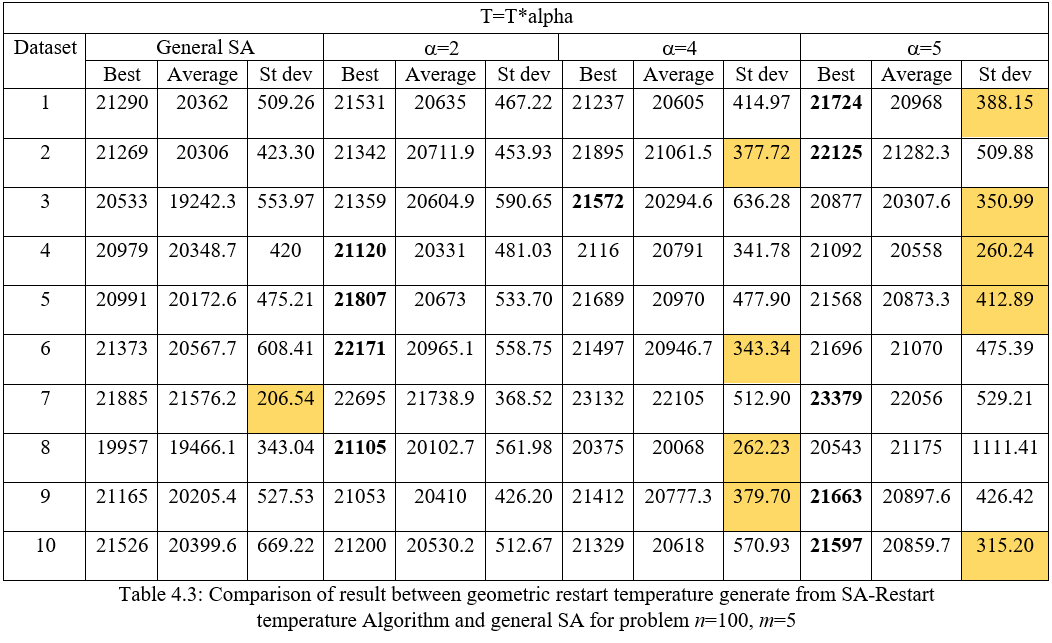 T=T*alpha
Dataset General SA α=2 α=4 α=5
Best Average St dev Best Average St dev Best Average St dev Best Average St dev
1 21290 20362 509.26 21531 20635 467.22 21237 20605 414.97 21724 20968 388.15
2 21269 20306 423.30 21342 20711.9 453.93 21895 21061.5 377.72 22125 21282.3 509.88
3 20533 19242.3 553.97 21359 20604.9 590.65 21572 20294.6 636.28 20877 20307.6 350.99
4 20979 20348.7 420 21120 20331 481.03 2116 20791 341.78 21092 20558 260.24
5 20991 20172.6 475.21 21807 20673 533.70 21689 20970 477.90 21568 20873.3 412.89
6 21373 20567.7 608.41 22171 20965.1 558.75 21497 20946.7 343.34 21696 21070 475.39
7 21885 21576.2 206.54 22695 21738.9 368.52 23132 22105 512.90 23379 22056 529.21
8 19957 19466.1 343.04 21105 20102.7 561.98 20375 20068 262.23 20543 21175 1111.41
9 21165 20205.4 527.53 21053 20410 426.20 21412 20777.3 379.70 21663 20897.6 426.42
10 21526 20399.6 669.22 21200 20530.2 512.67 21329 20618 570.93 21597 20859.7 315.20
Table 4.3: Comparison of result between geometric restart temperature generate from SA-Restart
temperature Algorithm and general SA for problem n=100, m=5